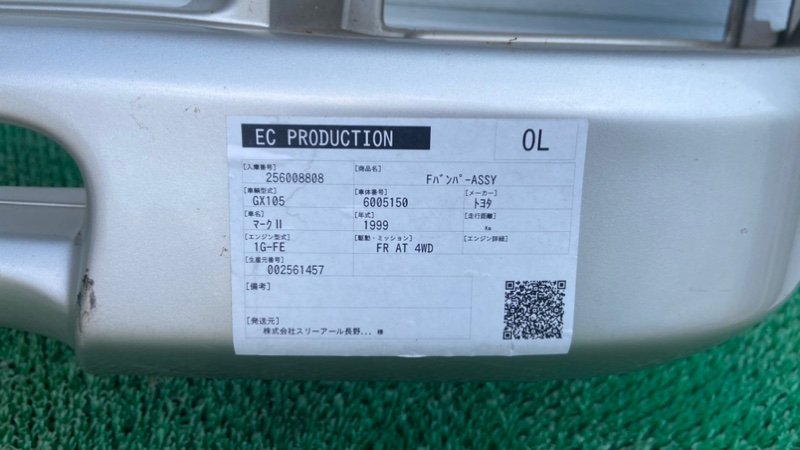 EC PRODUCTION
OL
[入庫番号] [商品名]
256008808 Fバンパ-ASSY
[車輌型式] [車体番号] [メーカー]
GX105 6005150 トヨタ
[車名] [年式] [走行距離]
マークⅡ 1999 Km
[エンジン型式] [駆動・ミッション] [エンジン詳細]
1G-FE FR AT 4WD
[生産元番号]
002561457
[備考]
[発送元]
株式会社スリーアール長野... 様